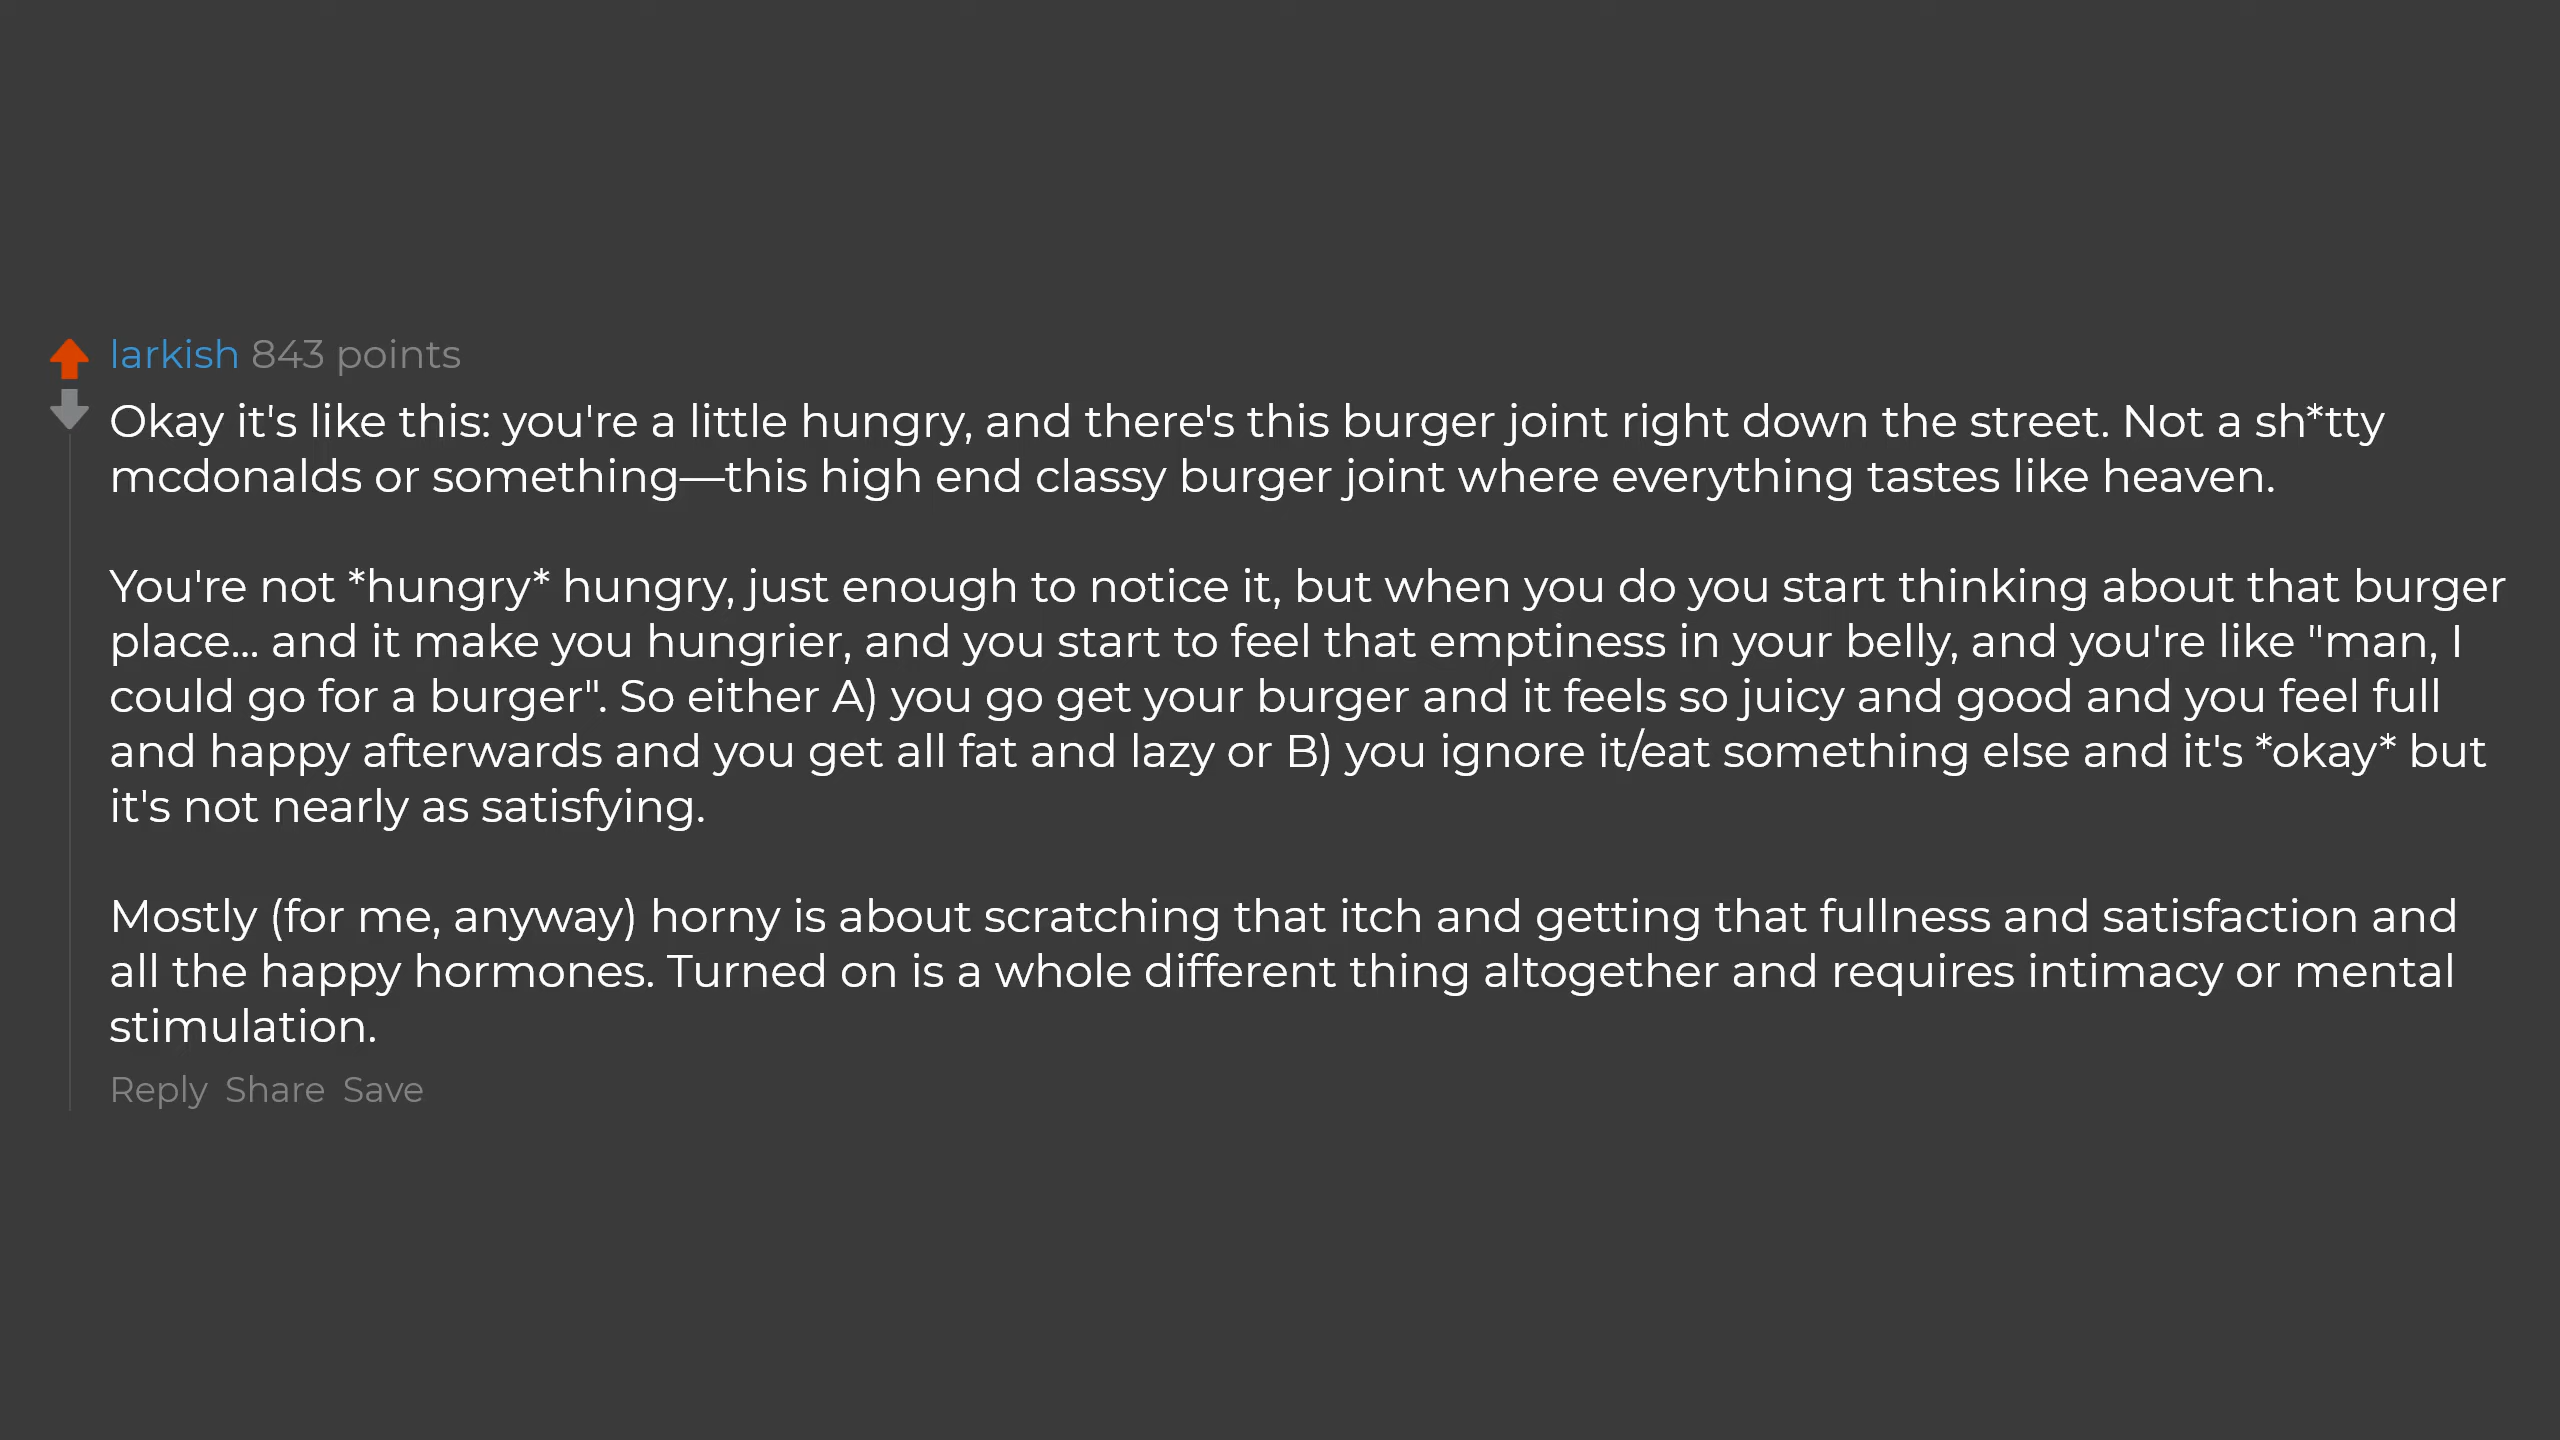 larkish 843 points
Okay it's like this: you're a little hungry, and there's this burger joint right down the street. Not a sh*tty
mcdonalds or something—this high end classy burger joint where everything tastes like heaven.
You're not *hungry* hungry, just enough to notice it, but when you do you start thinking about that burger
place... and it make you hungrier, and you start to feel that emptiness in your belly, and you're like "man, I
could go for a burger". So either A) you go get your burger and it feels so juicy and good and you feel full
and happy afterwards and you get all fat and lazy or B) you ignore it/eat something else and it's *okay* but
it's not nearly as satisfying.
Mostly (for me, anyway) horny is about scratching that itch and getting that fullness and satisfaction and
all the happy hormones. Turned on is a whole different thing altogether and requires intimacy or mental
stimulation.
Reply Share Save